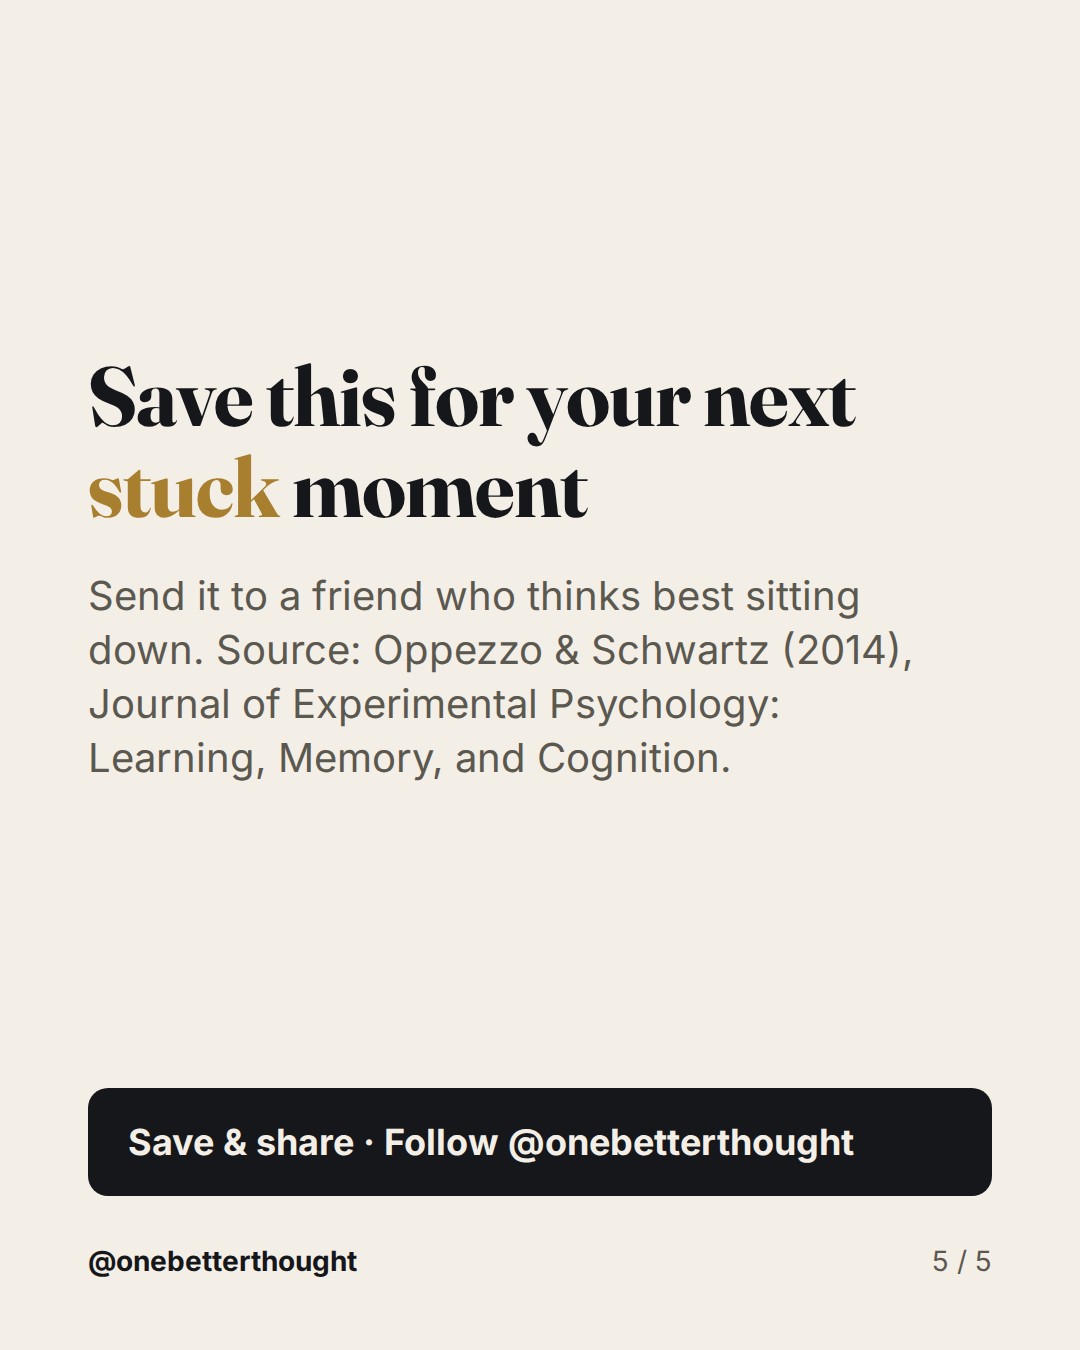 Save this for your next
stuck moment
Send it to a friend who thinks best sitting
down. Source: Oppezzo & Schwartz (2014),
Journal of Experimental Psychology:
Learning, Memory, and Cognition.
Save & share · Follow @onebetterthought
@onebetterthought
5 / 5